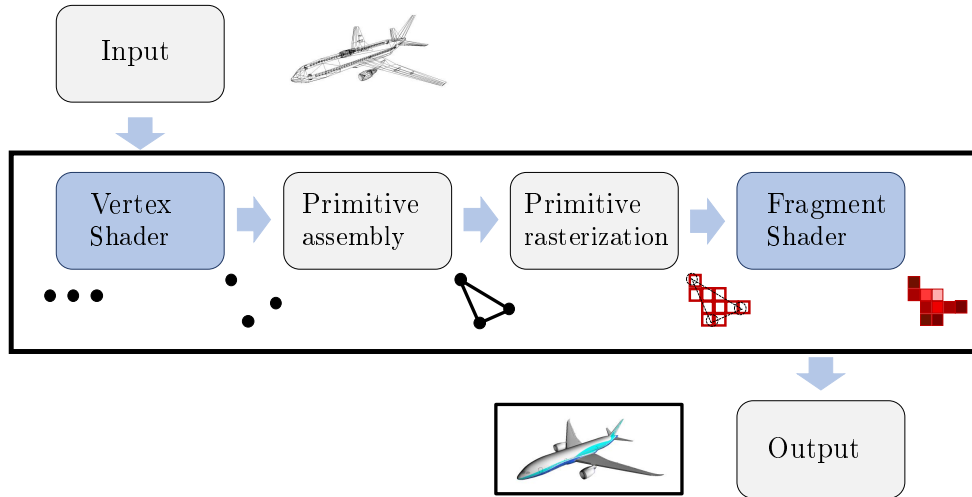 Input
Vertex
Shader
Primitive
assembly
Primitive
rasterization
Fragment
Shader
Output